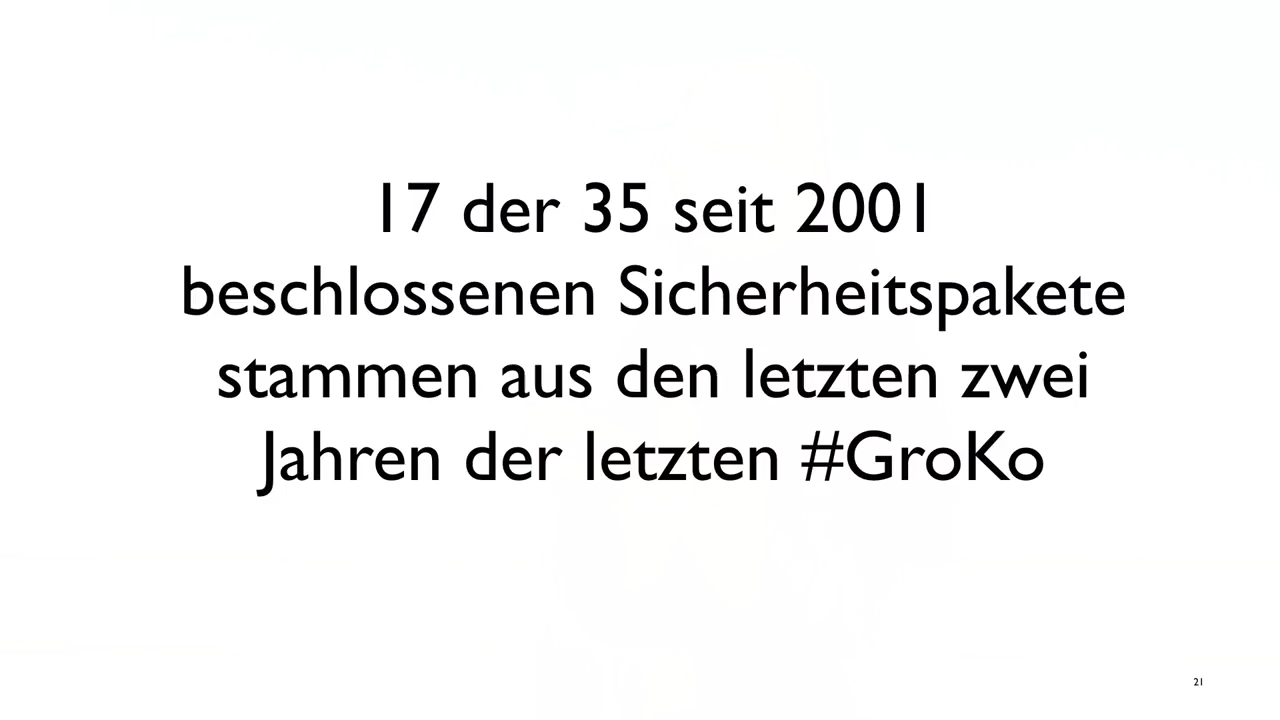 17 der 35 seit 2001
beschlossenen Sicherheitspakete
stammen aus den letzten zwei
Jahren der letzten #GroKo
21